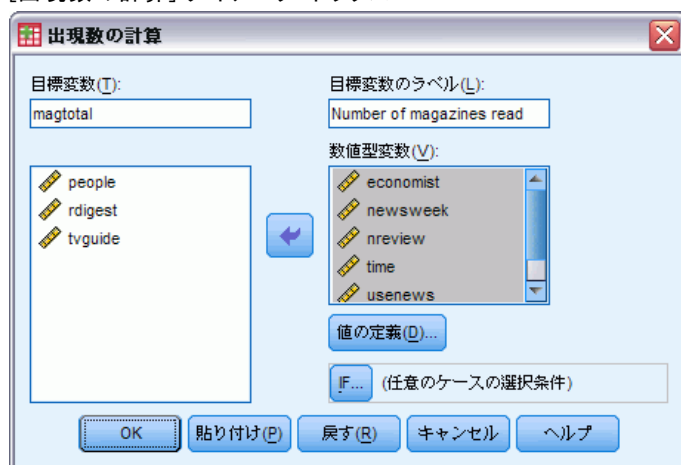 出現数の計算
目標変数(T):
magtotal
目標変数のラベル(L):
Number of magazines read
数値型変数(V):
people
rdigest
tvguide
economist
newsweek
nreview
time
usenews
値の定義(D)...
IF... (任意のケースの選択条件)
OK 貼り付け(P) 戻す(R) キャンセル ヘルプ